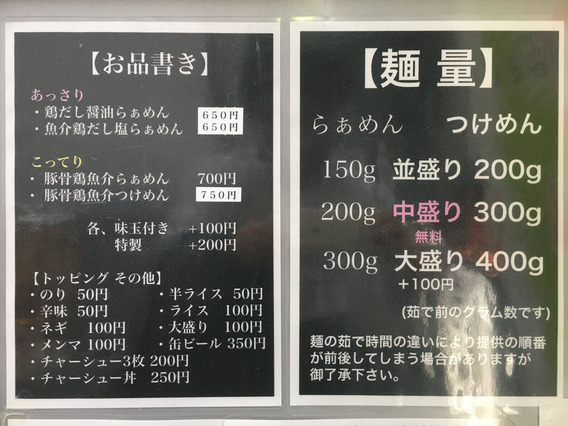 【お品書き】
あっさり
・鶏だし醤油らぁめん 650円
・魚介鶏だし塩らぁめん 650円
こってり
・豚骨鶏魚介らぁめん 700円
・豚骨鶏魚介つけめん 750円
各、味玉付き +100円
特製 +200円
【トッピング その他】
・のり 50円 ・半ライス 50円
・辛味 50円 ・ライス 100円
・ネギ 100円 ・大盛り 100円
・メンマ 100円 ・缶ビール 350円
・チャーシュー3枚 200円
・チャーシュー丼 250円
【麺 量】
らぁめん つけめん
150g 並盛り 200g
200g 中盛り 300g
無料
300g 大盛り 400g
+100円
(茹で前のグラム数です)
麺の茹で時間の違いにより提供の順番
が前後してしまう場合がありますが
御了承下さい。